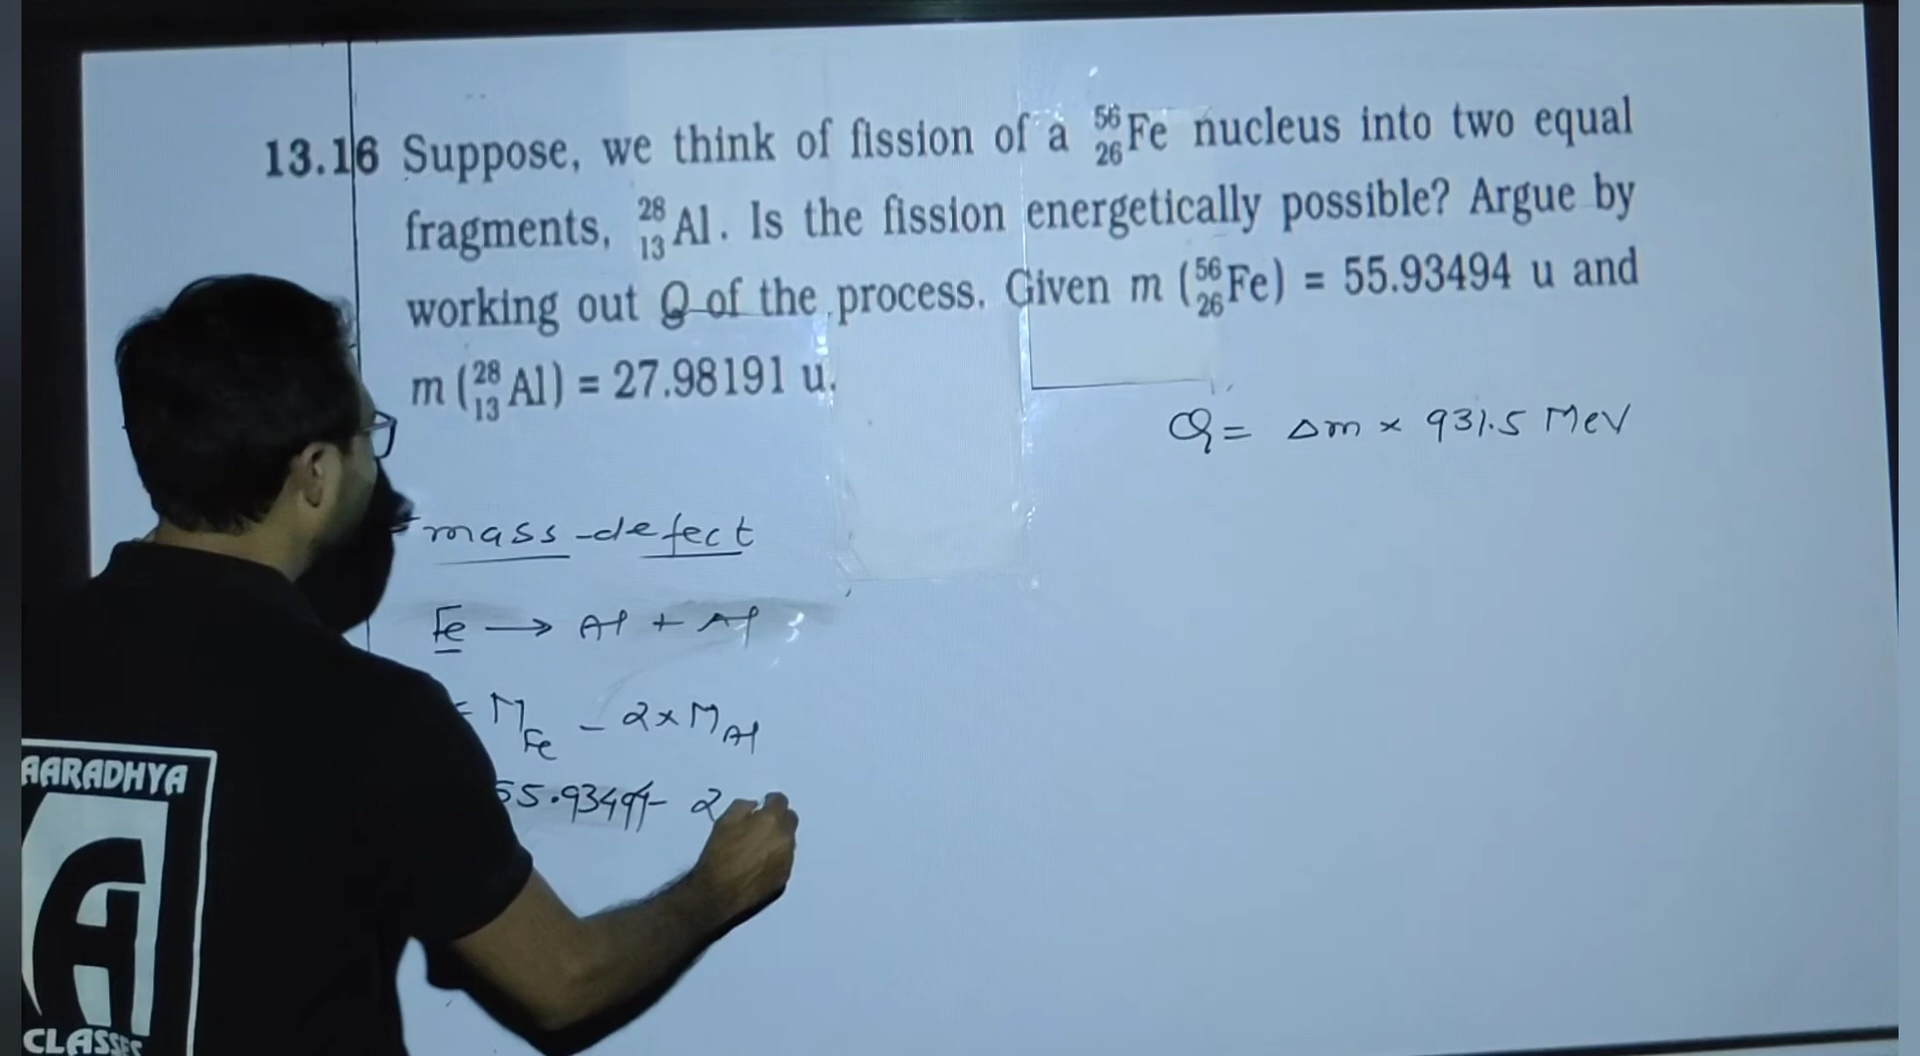 13.16 Suppose, we think of fission of a ⁵⁶₂₆Fe nucleus into two equal
fragments, ²⁸₁₃Al. Is the fission energetically possible? Argue by
working out Q of the process. Given m (⁵⁶₂₆Fe) = 55.93494 u and
m (²⁸₁₃Al) = 27.98191 u.
Q = Δm × 931.5 MeV
mass-defect
Fe → Al + Al
= M_Fe - 2×M_Al
55.9349 - 2
AARADHYA
A
CLASSES